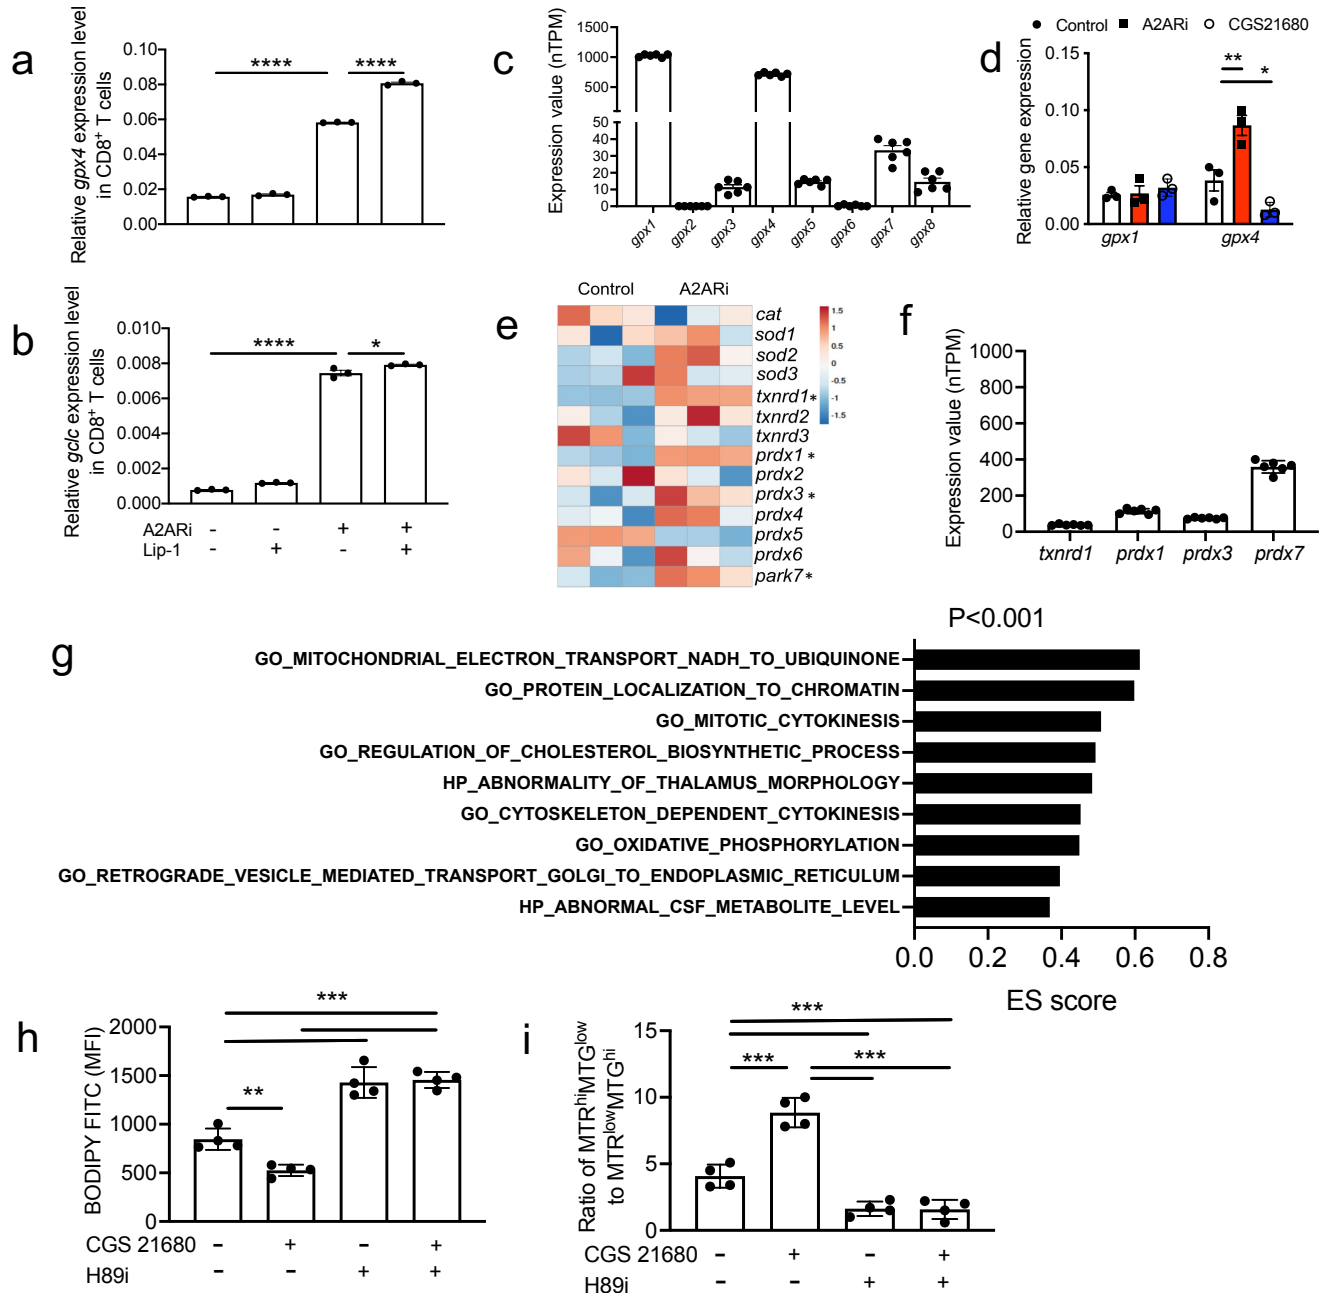 a
Relative gpx4 expression level
in CD8+ T cells
0.10
0.08
0.06
0.04
0.02
0.00
****
****
b
Relative gclc expression level
in CD8+ T cells
0.010
0.008
0.006
0.004
0.002
0.000
****
*
A2ARi - - + +
Lip-1 - + - +
c
Expression value (nTPM)
1500
1000
500
50
40
30
20
10
0
gpx1 gpx2 gpx3 gpx4 gpx5 gpx6 gpx7 gpx8
d
Control A2ARi CGS21680
Relative gene expression
0.15
0.10
0.05
0.00
**
*
gpx1 gpx4
e
Control A2ARi
cat
sod1
sod2
sod3
txnrd1*
txnrd2
txnrd3
prdx1*
prdx2
prdx3*
prdx4
prdx5
prdx6
park7*
1.5
1
0.5
0
-0.5
-1
-1.5
f
Expression value (nTPM)
1000
800
600
400
200
0
txnrd1 prdx1 prdx3 prdx7
g
P<0.001
GO_MITOCHONDRIAL_ELECTRON_TRANSPORT_NADH_TO_UBIQUINONE
GO_PROTEIN_LOCALIZATION_TO_CHROMATIN
GO_MITOTIC_CYTOKINESIS
GO_REGULATION_OF_CHOLESTEROL_BIOSYNTHETIC_PROCESS
HP_ABNORMALITY_OF_THALAMUS_MORPHOLOGY
GO_CYTOSKELETON_DEPENDENT_CYTOKINESIS
GO_OXIDATIVE_PHOSPHORYLATION
GO_RETROGRADE_VESICLE_MEDIATED_TRANSPORT_GOLGI_TO_ENDOPLASMIC_RETICULUM
HP_ABNORMAL_CSF_METABOLITE_LEVEL
0.0 0.2 0.4 0.6 0.8
ES score
h
BODIPY FITC (MFI)
2000
1500
1000
500
0
***
**
CGS 21680 - + - +
H89i - - + +
i
Ratio of MTRhiMTGlow
to MTRlowMTGhi
15
10
5
0
***
***
***
CGS 21680 - + - +
H89i - - + +